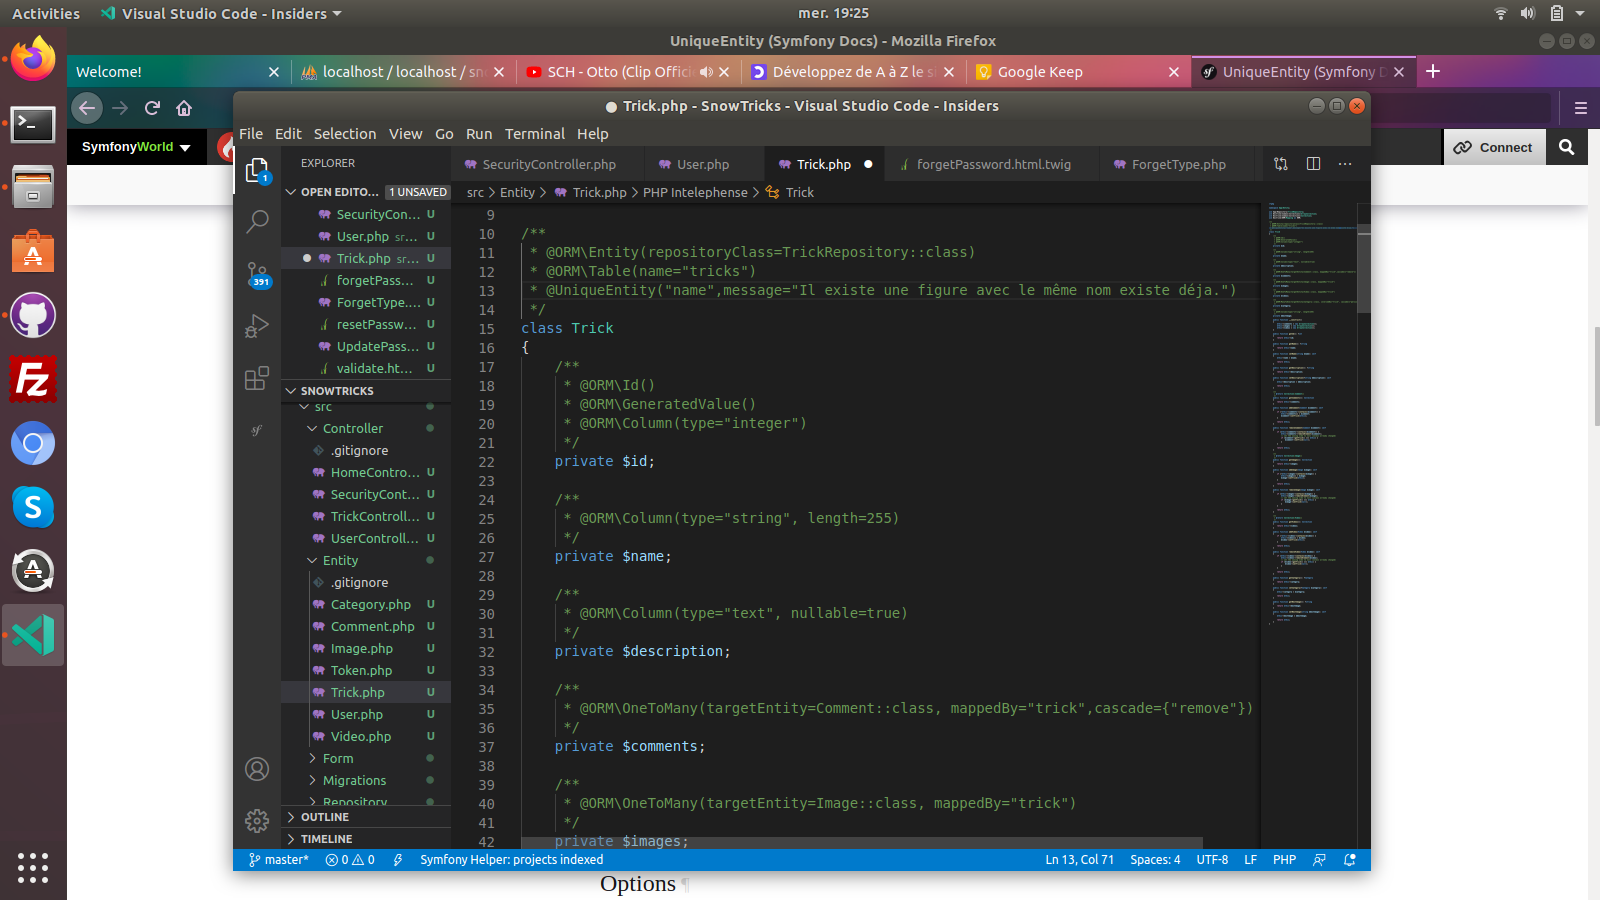 Activities
Visual Studio Code - Insiders
mer. 19:25
UniqueEntity (Symfony Docs) - Mozilla Firefox
Welcome!
localhost / localhost / sn
SCH - Otto (Clip Offici
Développez de A à Z le si
Google Keep
UniqueEntity (Symfony D
SymfonyWorld
Connect
Trick.php - SnowTricks - Visual Studio Code - Insiders
File Edit Selection View Go Run Terminal Help
EXPLORER
SecurityController.php
User.php
Trick.php
forgetPassword.html.twig
ForgetType.php
OPEN EDITO... 1 UNSAVED
src > Entity > Trick.php > PHP Intelephense > Trick
SecurityCon... U
User.php sr... U
Trick.php sr... U
forgetPass... U
ForgetType.... U
resetPassw... U
UpdatePass... U
validate.ht... U
SNOWTRICKS
src
Controller
.gitignore
HomeContro... U
SecurityCont... U
TrickControll... U
UserControll... U
Entity
.gitignore
Category.php U
Comment.php U
Image.php U
Token.php U
Trick.php U
User.php U
Video.php U
Form
Migrations
Repository
OUTLINE
TIMELINE
1
391
9
10 /**
11 * @ORM\Entity(repositoryClass=TrickRepository::class)
12 * @ORM\Table(name="tricks")
13 * @UniqueEntity("name",message="Il existe une figure avec le même nom existe déja.")
14 */
15 class Trick
16 {
17 /**
18 * @ORM\Id()
19 * @ORM\GeneratedValue()
20 * @ORM\Column(type="integer")
21 */
22 private $id;
23
24 /**
25 * @ORM\Column(type="string", length=255)
26 */
27 private $name;
28
29 /**
30 * @ORM\Column(type="text", nullable=true)
31 */
32 private $description;
33
34 /**
35 * @ORM\OneToMany(targetEntity=Comment::class, mappedBy="trick",cascade={"remove"})
36 */
37 private $comments;
38
39 /**
40 * @ORM\OneToMany(targetEntity=Image::class, mappedBy="trick")
41 */
42 private $images;
master* 0 0 Symfony Helper: projects indexed
Ln 13, Col 71 Spaces: 4 UTF-8 LF PHP
Options ¶